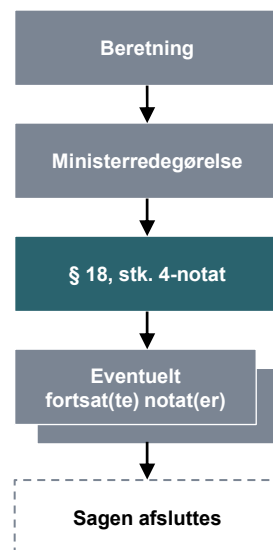 Beretning
Ministerredegørelse
§ 18, stk. 4-notat
Eventuelt
fortsat(te) notat(er)
Sagen afsluttes